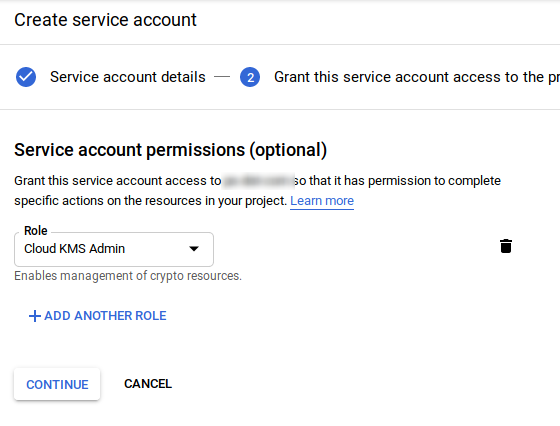 Create service account
Service account details
2 Grant this service account access to the pr
Service account permissions (optional)
Grant this service account access to so that it has permission to complete
specific actions on the resources in your project. Learn more
Role
Cloud KMS Admin
Enables management of crypto resources.
ADD ANOTHER ROLE
CONTINUE CANCEL